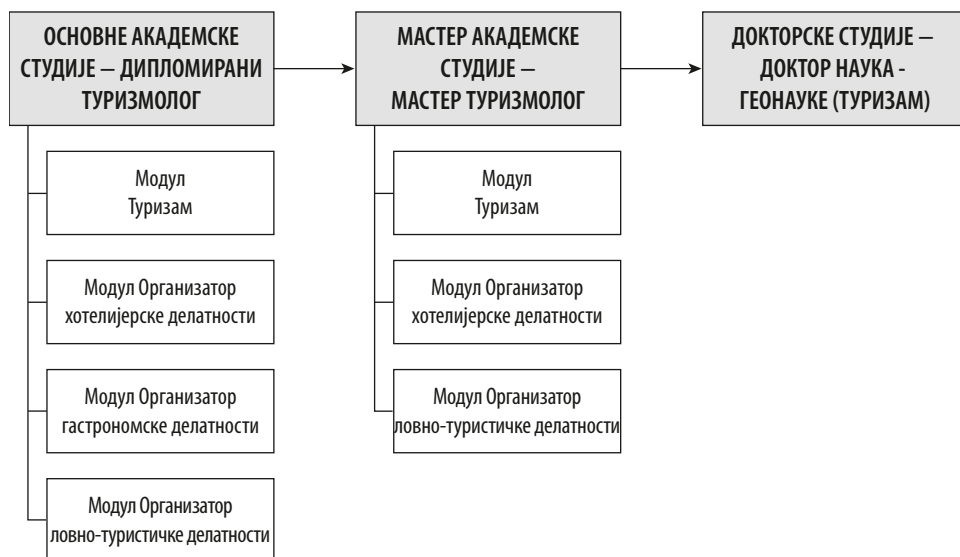 ОСНОВНЕ АКАДЕМСКЕ
СТУДИЈЕ – ДИПЛОМИРАНИ
ТУРИЗМОЛОГ
МАСТЕР АКАДЕМСКЕ
СТУДИЈЕ –
МАСТЕР ТУРИЗМОЛОГ
ДОКТОРСКЕ СТУДИЈЕ –
ДОКТОР НАУКА -
ГЕОНАУКЕ (ТУРИЗАМ)
Модул
Туризам
Модул Организатор
хотелијерске делатности
Модул Организатор
гастрономске делатности
Модул Организатор
ловно-туристичке делатности
Модул
Туризам
Модул Организатор
хотелијерске делатности
Модул Организатор
ловно-туристичке делатности